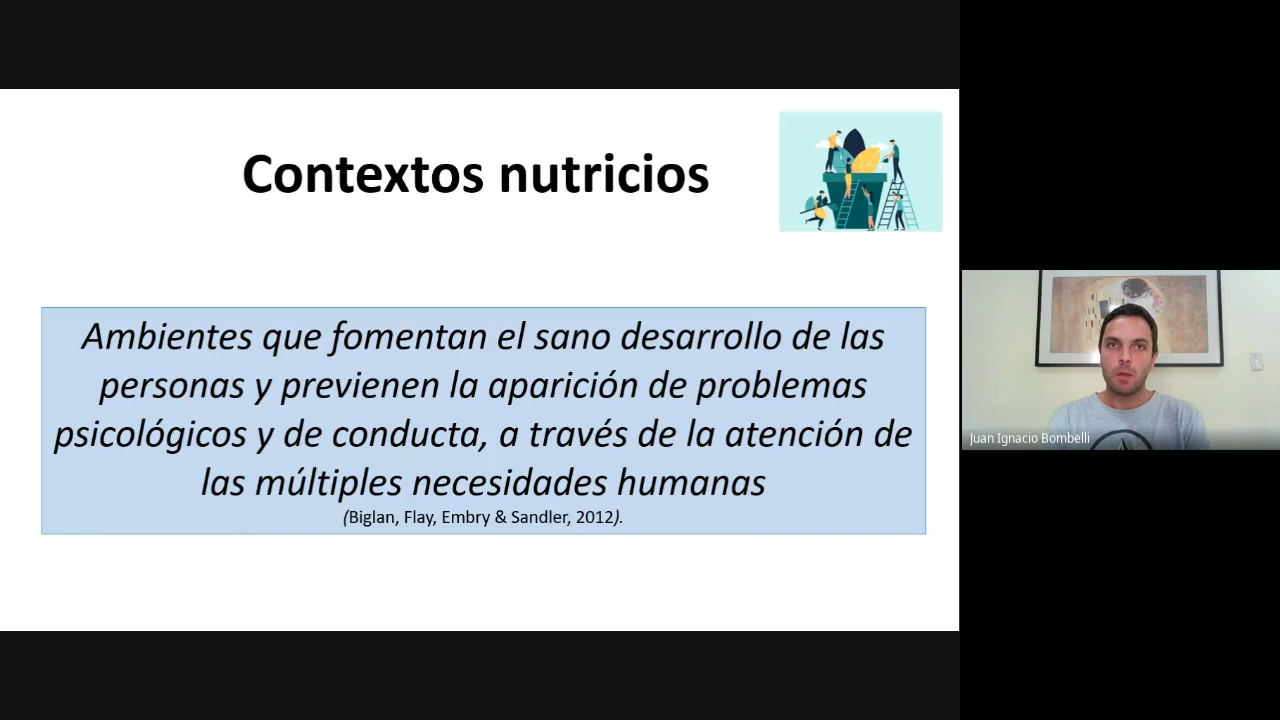 Contextos nutricios
Ambientes que fomentan el sano desarrollo de las
personas y previenen la aparición de problemas
psicológicos y de conducta, a través de la atención de
las múltiples necesidades humanas
(Biglan, Flay, Embry & Sandler, 2012).
Juan Ignacio Bombelli